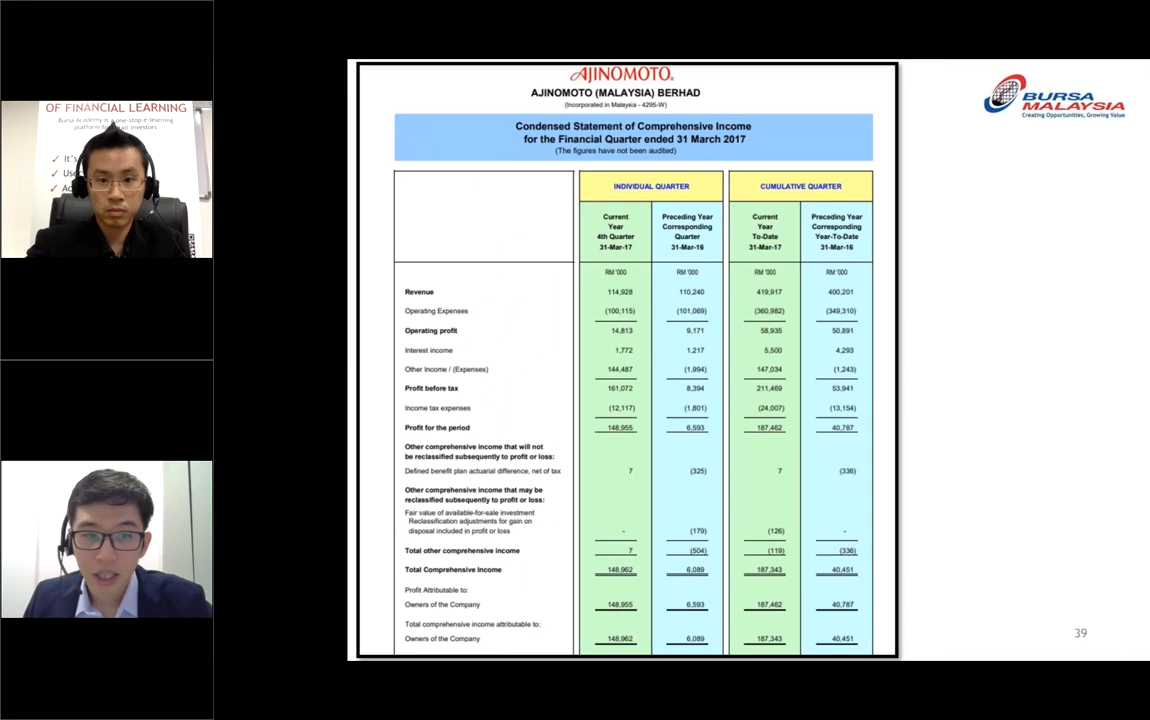 OF FINANCIAL LEARNING
Bursa Academy is a one-stop e-learning
platform
investors
✓ It's
✓
✓
AJINOMOTO®
AJINOMOTO (MALAYSIA) BERHAD
(Incorporated in Malaysia - 4295-W)
Condensed Statement of Comprehensive Income
for the Financial Quarter ended 31 March 2017
(The figures have not been audited)
INDIVIDUAL QUARTER CUMULATIVE QUARTER
Current Preceding Year Current Preceding Year
Year Corresponding Year Corresponding
4th Quarter Quarter To-Date Year-To-Date
31-Mar-17 31-Mar-16 31-Mar-17 31-Mar-16
RM '000 RM '000 RM '000 RM '000
Revenue 114,928 110,240 419,917 400,201
Operating Expenses (100,115) (101,069) (360,982) (349,310)
Operating profit 14,813 9,171 58,935 50,891
Interest income 1,772 1,217 5,500 4,293
Other Income / (Expenses) 144,487 (1,994) 147,034 (1,243)
Profit before tax 161,072 8,394 211,469 53,941
Income tax expenses (12,117) (1,801) (24,007) (13,154)
Profit for the period 148,955 6,593 187,462 40,787
Other comprehensive income that will not
be reclassified subsequently to profit or loss:
Defined benefit plan actuarial difference, net of tax 7 (325) 7 (336)
Other comprehensive income that may be
reclassified subsequently to profit or loss:
Fair value of available-for-sale investment
Reclassification adjustments for gain on
disposal included in profit or loss - (179) (126) -
Total other comprehensive income 7 (504) (119) (336)
Total Comprehensive Income 148,962 6,089 187,343 40,451
Profit Attributable to:
Owners of the Company 148,955 6,593 187,462 40,787
Total comprehensive income attributable to:
Owners of the Company 148,962 6,089 187,343 40,451
BURSA
MALAYSIA
Creating Opportunities, Growing Value
39